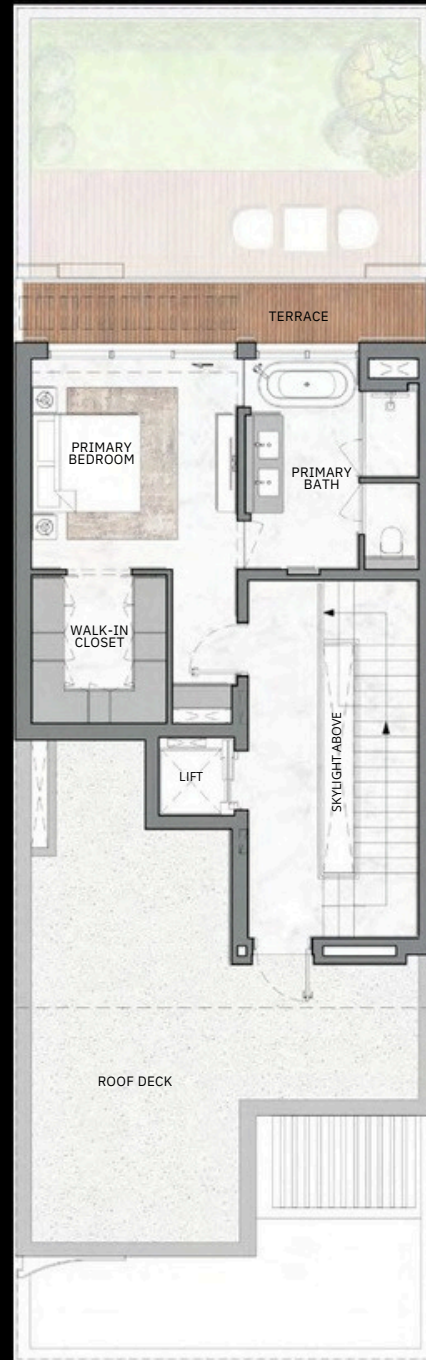 TERRACE
PRIMARY
BEDROOM
PRIMARY
BATH
WALK-IN
CLOSET
LIFT
SKYLIGHT ABOVE
ROOF DECK